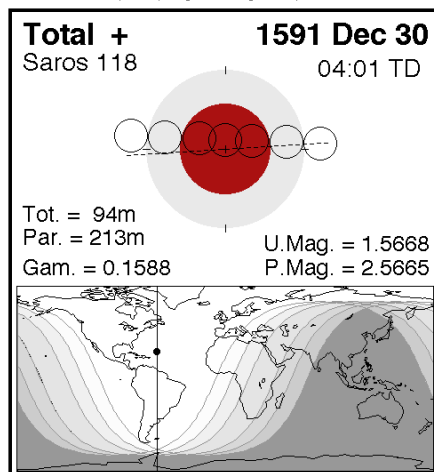 Total + 1591 Dec 30
Saros 118 04:01 TD
Tot. = 94m
Par. = 213m U.Mag. = 1.5668
Gam. = 0.1588 P.Mag. = 2.5665